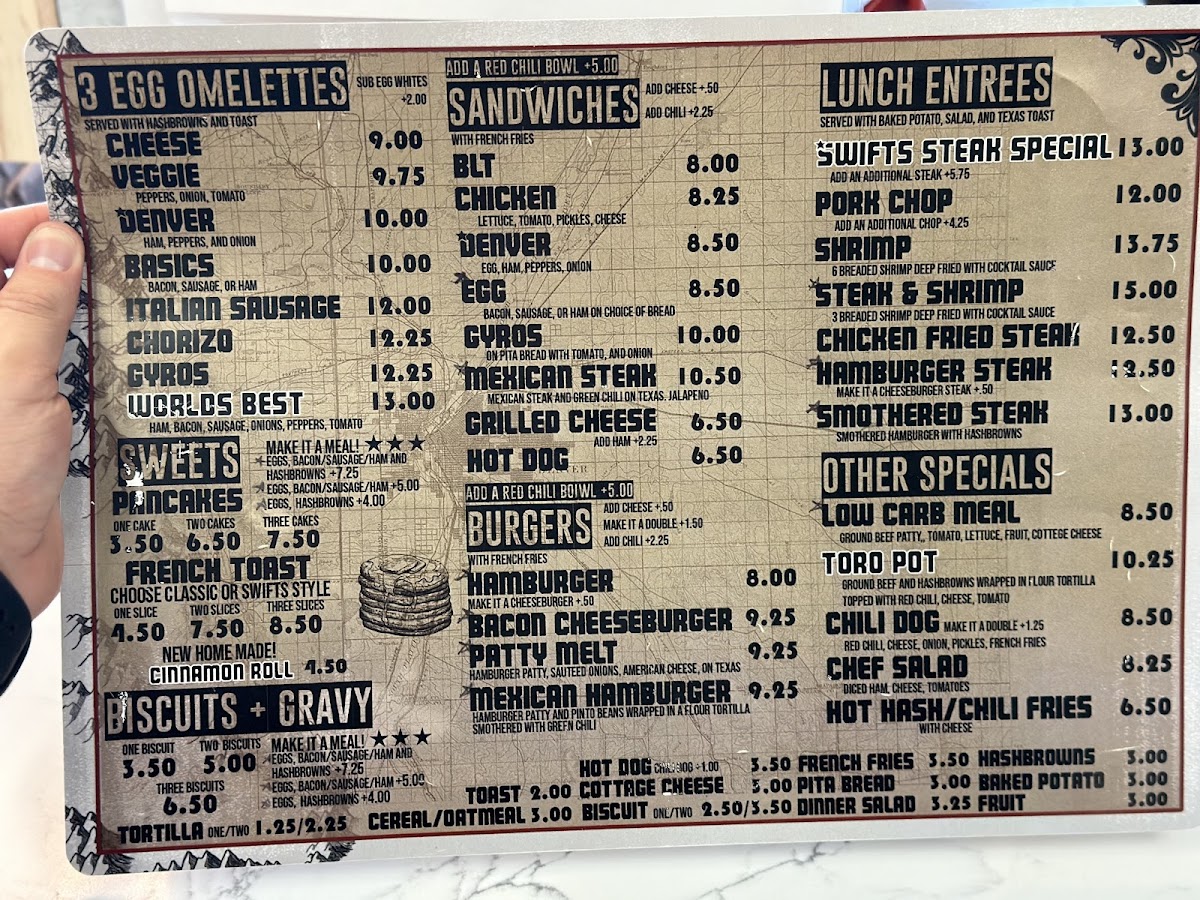 3 EGG OMELETTES
SUB EGG WHITES
+2.00
SERVED WITH HASHBROWNS AND TOAST
CHEESE 9.00
VEGGIE 9.75
PEPPERS, ONION, TOMATO
DENVER 10.00
HAM, PEPPERS, AND ONION
BASICS 10.00
BACON, SAUSAGE, OR HAM
ITALIAN SAUSAGE 12.00
CHORIZO 12.25
GYROS 12.25
WORLDS BEST 13.00
HAM, BACON, SAUSAGE, ONIONS, PEPPERS, TOMATO
SWEETS
MAKE IT A MEAL!
EGGS, BACON/SAUSAGE/HAM AND
HASHBROWNS +7.25
EGGS, BACON/SAUSAGE/HAM +5.00
EGGS, HASHBROWNS +4.00
PANCAKES
ONE CAKE TWO CAKES THREE CAKES
3.50 6.50 7.50
FRENCH TOAST
CHOOSE CLASSIC OR SWIFTS STYLE
ONE SLICE TWO SLICES THREE SLICES
4.50 7.50 8.50
NEW HOME MADE!
CINNAMON ROLL 4.50
BISCUITS + GRAVY
ONE BISCUIT TWO BISCUITS
3.50 5.00
THREE BISCUITS
6.50
MAKE IT A MEAL!
EGGS, BACON/SAUSAGE/HAM AND
HASHBROWNS +7.25
EGGS, BACON/SAUSAGE/HAM +5.00
EGGS, HASHBROWNS +4.00
ADD A RED CHILI BOWL +5.00
SANDWICHES
ADD CHEESE +.50
ADD CHILI +2.25
WITH FRENCH FRIES
BLT 8.00
CHICKEN 8.25
LETTUCE, TOMATO, PICKLES, CHEESE
DENVER 8.50
EGG, HAM, PEPPERS, ONION
EGG 8.50
BACON, SAUSAGE, OR HAM ON CHOICE OF BREAD
GYROS 10.00
ON PITA BREAD WITH TOMATO, AND ONION
MEXICAN STEAK 10.50
MEXICAN STEAK AND GREEN CHILI ON TEXAS. JALAPENO
GRILLED CHEESE 6.50
ADD HAM +2.25
HOT DOG 6.50
ADD A RED CHILI BOIWL +5.00
BURGERS
ADD CHEESE +.50
MAKE IT A DOUBLE +1.50
ADD CHILI +2.25
WITH FRENCH FRIES
HAMBURGER 8.00
MAKE IT A CHEESEBURGER +.50
BACON CHEESEBURGER 9.25
PATTY MELT 9.25
HAMBURGER PATTY, SAUTEED ONIONS, AMERICAN CHEESE, ON TEXAS
MEXICAN HAMBURGER 9.25
HAMBURGER PATTY AND PINTO BEANS WRAPPED IN A FLOUR TORTILLA
SMOTHERED WITH GREEN CHILI
LUNCH ENTREES
SERVED WITH BAKED POTATO, SALAD, AND TEXAS TOAST
SWIFTS STEAK SPECIAL 13.00
ADD AN ADDITIONAL STEAK +5.75
PORK CHOP 12.00
ADD AN ADDITIONAL CHOP +4.25
SHRIMP 13.75
6 BREADED SHRIMP DEEP FRIED WITH COCKTAIL SAUCE
STEAK & SHRIMP 15.00
3 BREADED SHRIMP DEEP FRIED WITH COCKTAIL SAUCE
CHICKEN FRIED STEAK 12.50
HAMBURGER STEAK 12.50
MAKE IT A CHEESEBURGER STEAK +.50
SMOTHERED STEAK 13.00
SMOTHERED HAMBURGER WITH HASHBROWNS
OTHER SPECIALS
LOW CARB MEAL 8.50
GROUND BEEF PATTY,, TOMATO, LETTUCE, FRUIT, COTTEGE CHEESE
TORO POT 10.25
GROUND BEEF AND HASHBROWNS WRAPPED IN FLOUR TORTILLA
TOPPED WITH RED CHILI, CHEESE, TOMATO
CHILI DOG MAKE IT A DOUBLE +1.25 8.50
RED CHILI, CHEESE, ONION, PICKLES, FRENCH FRIES
CHEF SALAD 8.25
DICED HAM, CHEESE, TOMATOES
HOT HASH/CHILI FRIES 6.50
WITH CHEESE
HOT DOG +1.00 3.50 FRENCH FRIES 3.50 HASHBROWNS 3.00
TOAST 2.00 COTTAGE CHEESE 3.00 PITA BREAD 3.00 BAKED POTATO 3.00
TORTILLA ONE/TWO 1.25/2.25 CEREAL/OATMEAL 3.00 BISCUIT ONE/TWO 2.50/3.50 DINNER SALAD 3.25 FRUIT 3.00